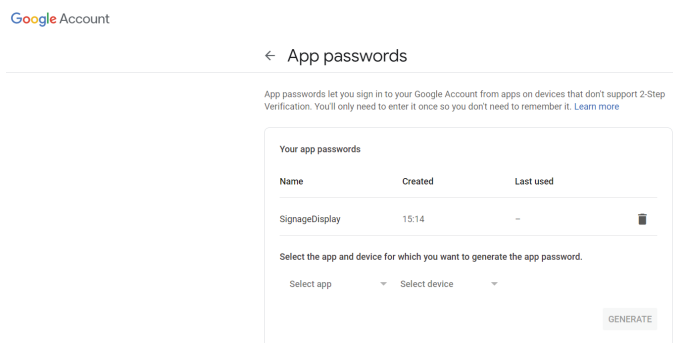 Google Account
← App passwords
App passwords let you sign in to your Google Account from apps on devices that don't support 2-Step
Verification. You'll only need to enter it once so you don't need to remember it. Learn more
Your app passwords
Name Created Last used
SignageDisplay 15:14 –
Select the app and device for which you want to generate the app password.
Select app Select device
GENERATE